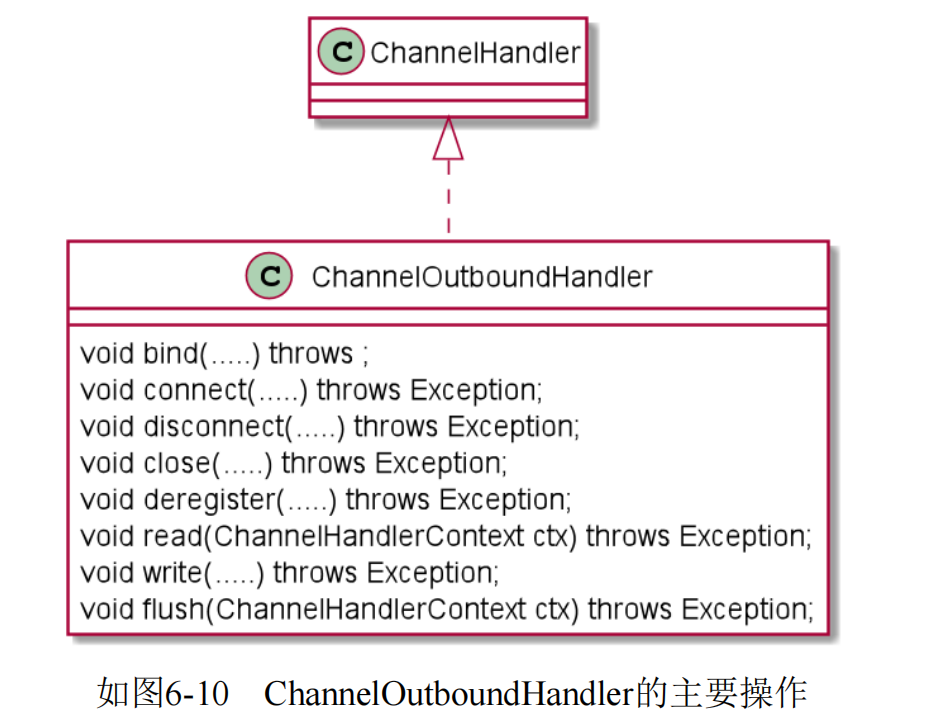 C ChannelHandler
C ChannelOutboundHandler
void bind(.....) throws ;
void connect(.....) throws Exception;
void disconnect(.....) throws Exception;
void close(.....) throws Exception;
void deregister(.....) throws Exception;
void read(ChannelHandlerContext ctx) throws Exception;
void write(.....) throws Exception;
void flush(ChannelHandlerContext ctx) throws Exception;
如图6-10 ChannelOutboundHandler的主要操作